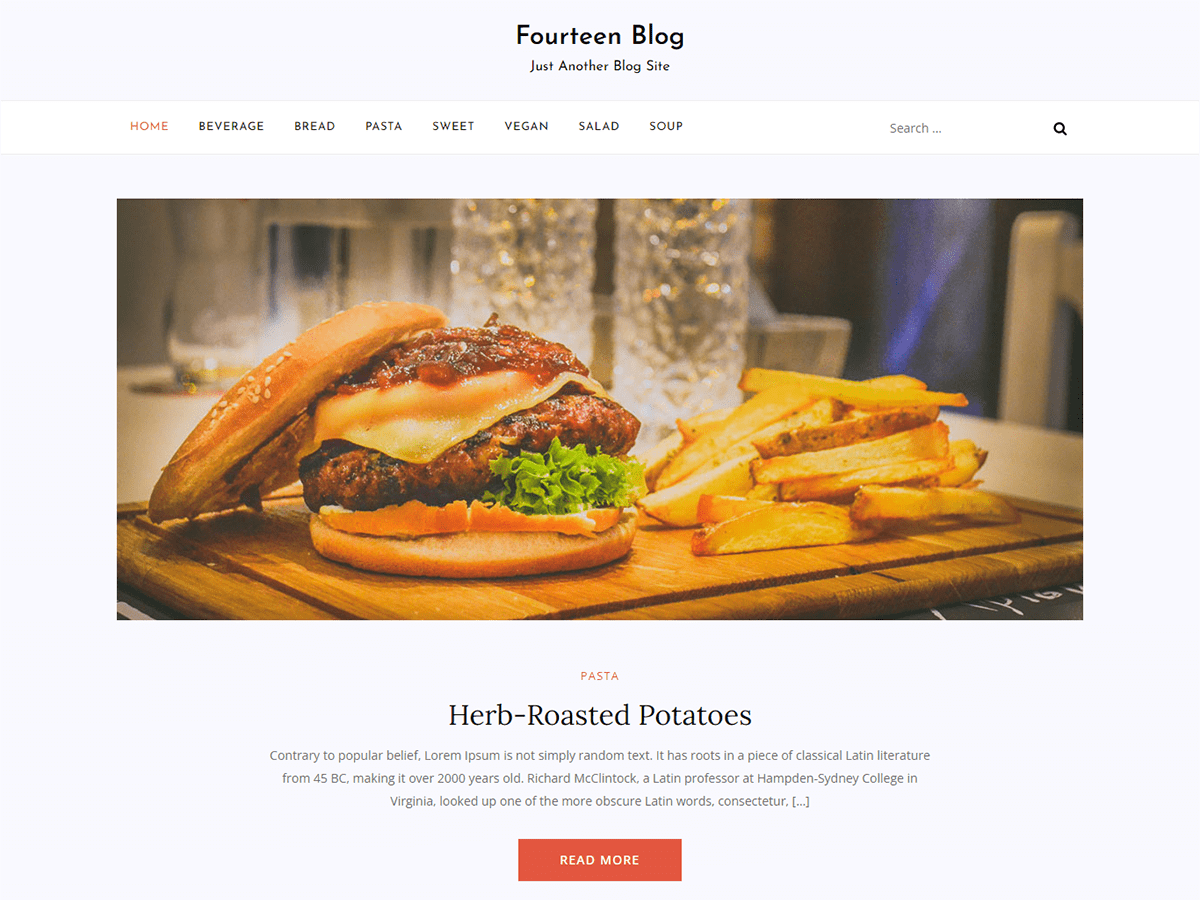 Fourteen Blog
Just Another Blog Site
HOME BEVERAGE BREAD PASTA SWEET VEGAN SALAD SOUP Search ...
PASTA
Herb-Roasted Potatoes
Contrary to popular belief, Lorem Ipsum is not simply random text. It has roots in a piece of classical Latin literature
from 45 BC, making it over 2000 years old. Richard McClintock, a Latin professor at Hampden-Sydney College in
Virginia, looked up one of the more obscure Latin words, consectetur, [...]
READ MORE